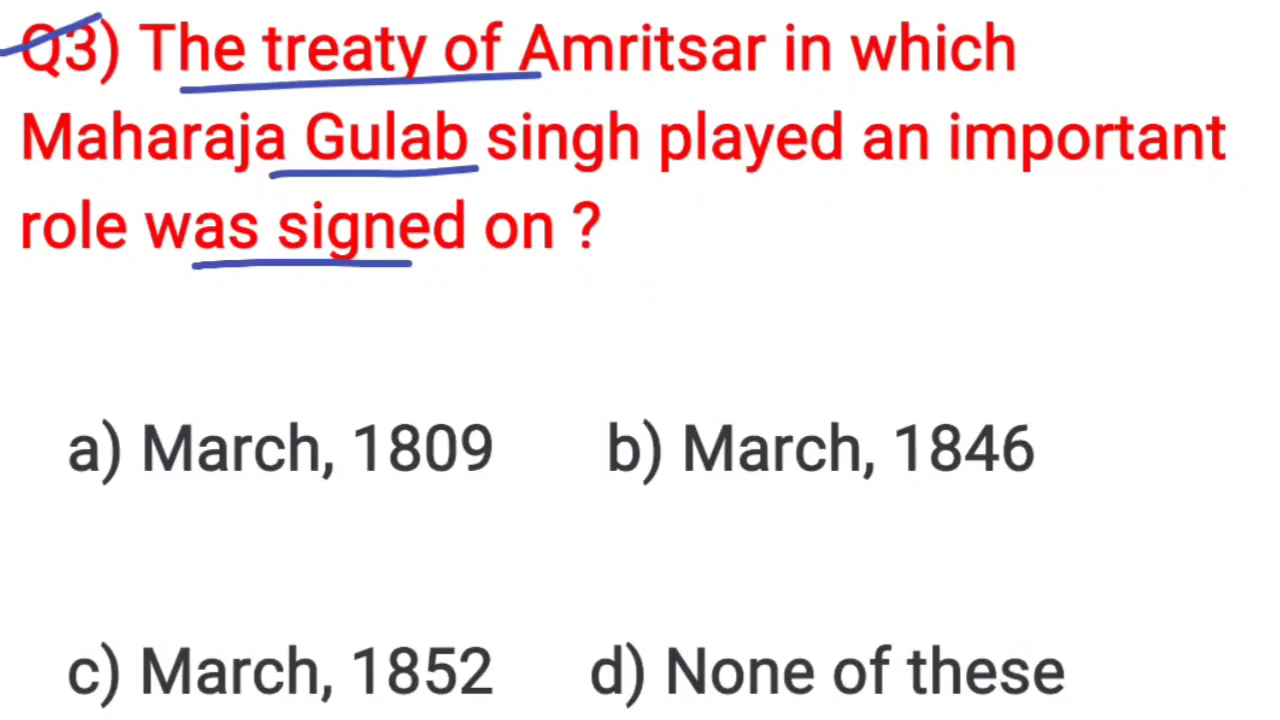 Q3) The treaty of Amritsar in which
Maharaja Gulab singh played an important
role was signed on ?
a) March, 1809 b) March, 1846
c) March, 1852 d) None of these